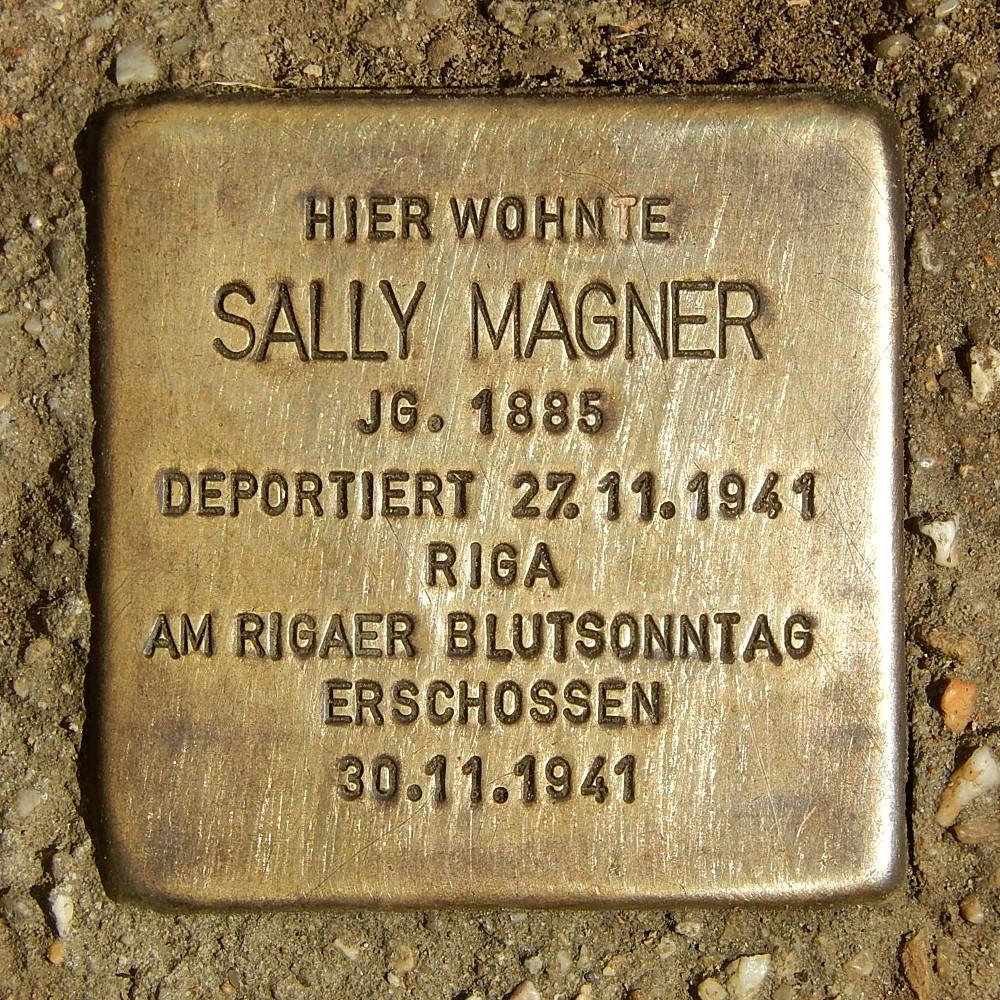 HIER WOHNTE
SALLY MAGNER
JG. 1885
DEPORTIERT 27.11.1941
RIGA
AM RIGAER BLUTSONNTAG
ERSCHOSSEN
30.11.1941